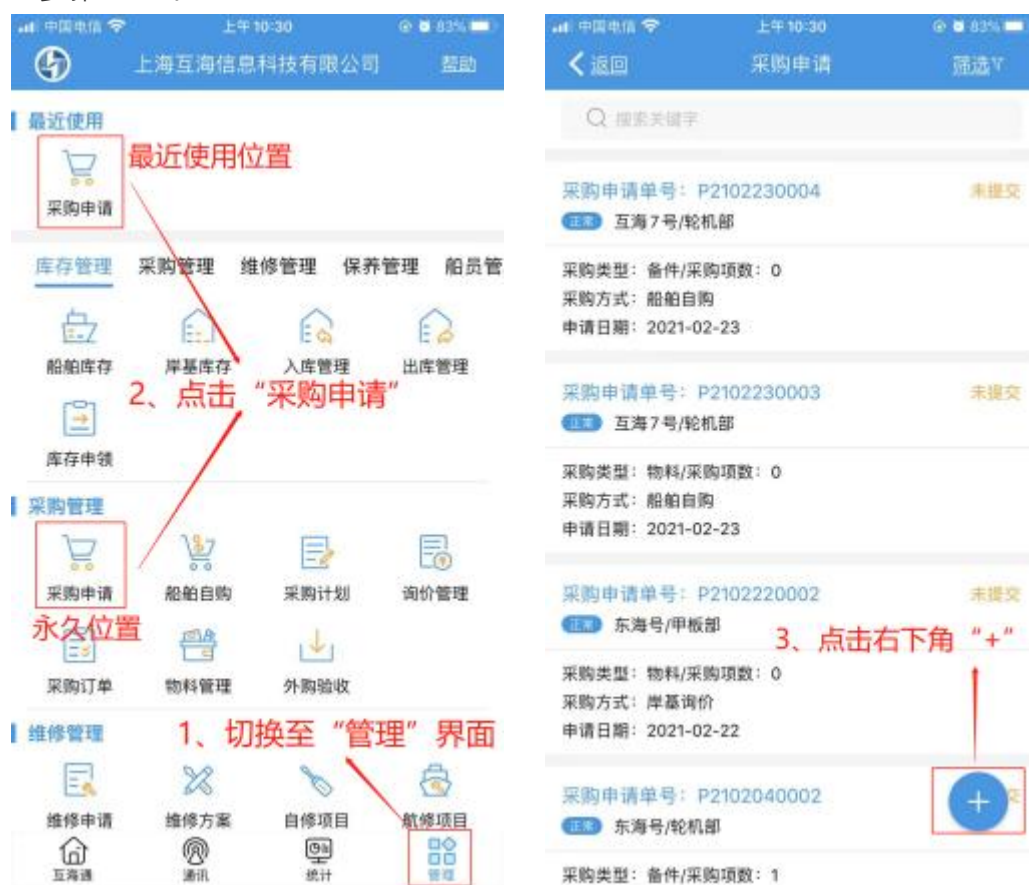 中国电信 上午10:30 83%
上海互海信息科技有限公司 帮助
最近使用
最近使用位置
采购申请
库存管理 采购管理 维修管理 保养管理 船员管
船舶库存 岸基库存 入库管理 出库管理
2、点击“采购申请”
库存申领
采购管理
采购申请 船舶自购 采购计划 询价管理
永久位置
采购订单 物料管理 外购验收
维修管理
1、切换至“管理”界面
维修申请 维修方案 自修项目 航修项目
互海通 通讯 统计 管理
中国电信 上午10:30 83%
返回 采购申请 筛选
搜索关键字
采购申请单号: P2102230004 未提交
正常 互海7号/轮机部
采购类型: 备件/采购项数: 0
采购方式: 船舶自购
申请日期: 2021-02-23
采购申请单号: P2102230003 未提交
正常 互海7号/轮机部
采购类型: 物料/采购项数: 0
采购方式: 船舶自购
申请日期: 2021-02-23
采购申请单号: P2102220002 未提交
正常 东海号/甲板部
3、点击右下角“+”
采购类型: 物料/采购项数: 0
采购方式: 岸基询价
申请日期: 2021-02-22
采购申请单号: P2102040002
正常 东海号/轮机部
采购类型: 备件/采购项数: 1